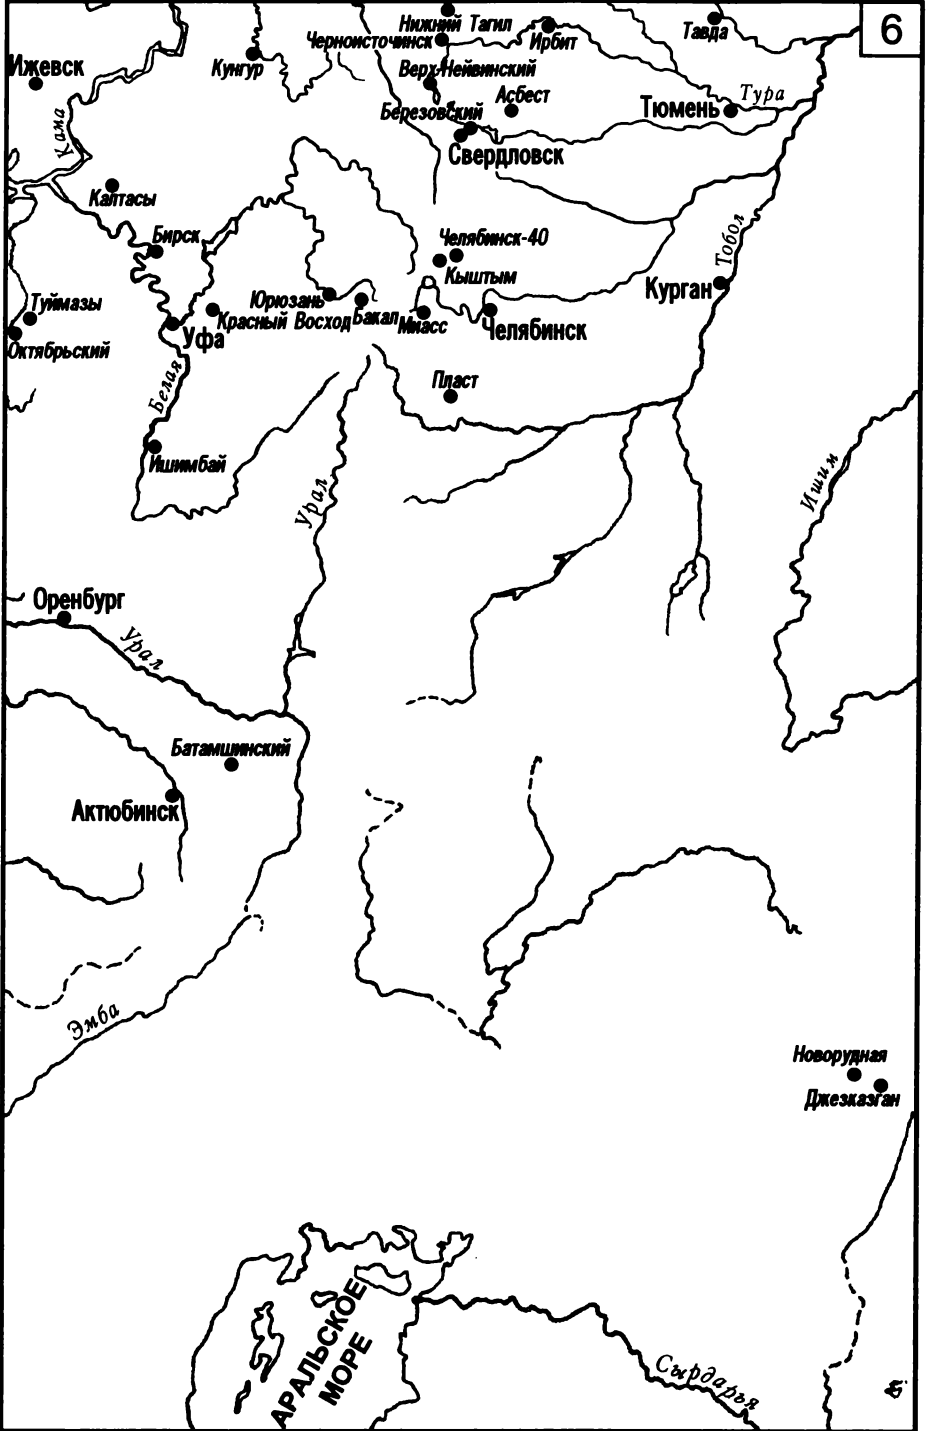 6
Нижний Тагил
Черноисточинск
Ирбит
Тавда
Ижевск
Кунгур
Верх-Нейвинский
Асбест
Тюмень
Тура
Березовский
Кама
Свердловск
Калтасы
Бирск
Челябинск-40
Тобол
Кыштым
Курган
Юрюзань
Туймазы
Красный Восход
Бакал
Миасс
Челябинск
Уфа
Октябрьский
Белая
Пласт
Ишимбай
Урал
Ишим
Оренбург
Урал
Батамшинский
Актюбинск
Эмба
Новорудная
Джезказган
АРАЛЬСКОЕ
МОРЕ
Сырдарья